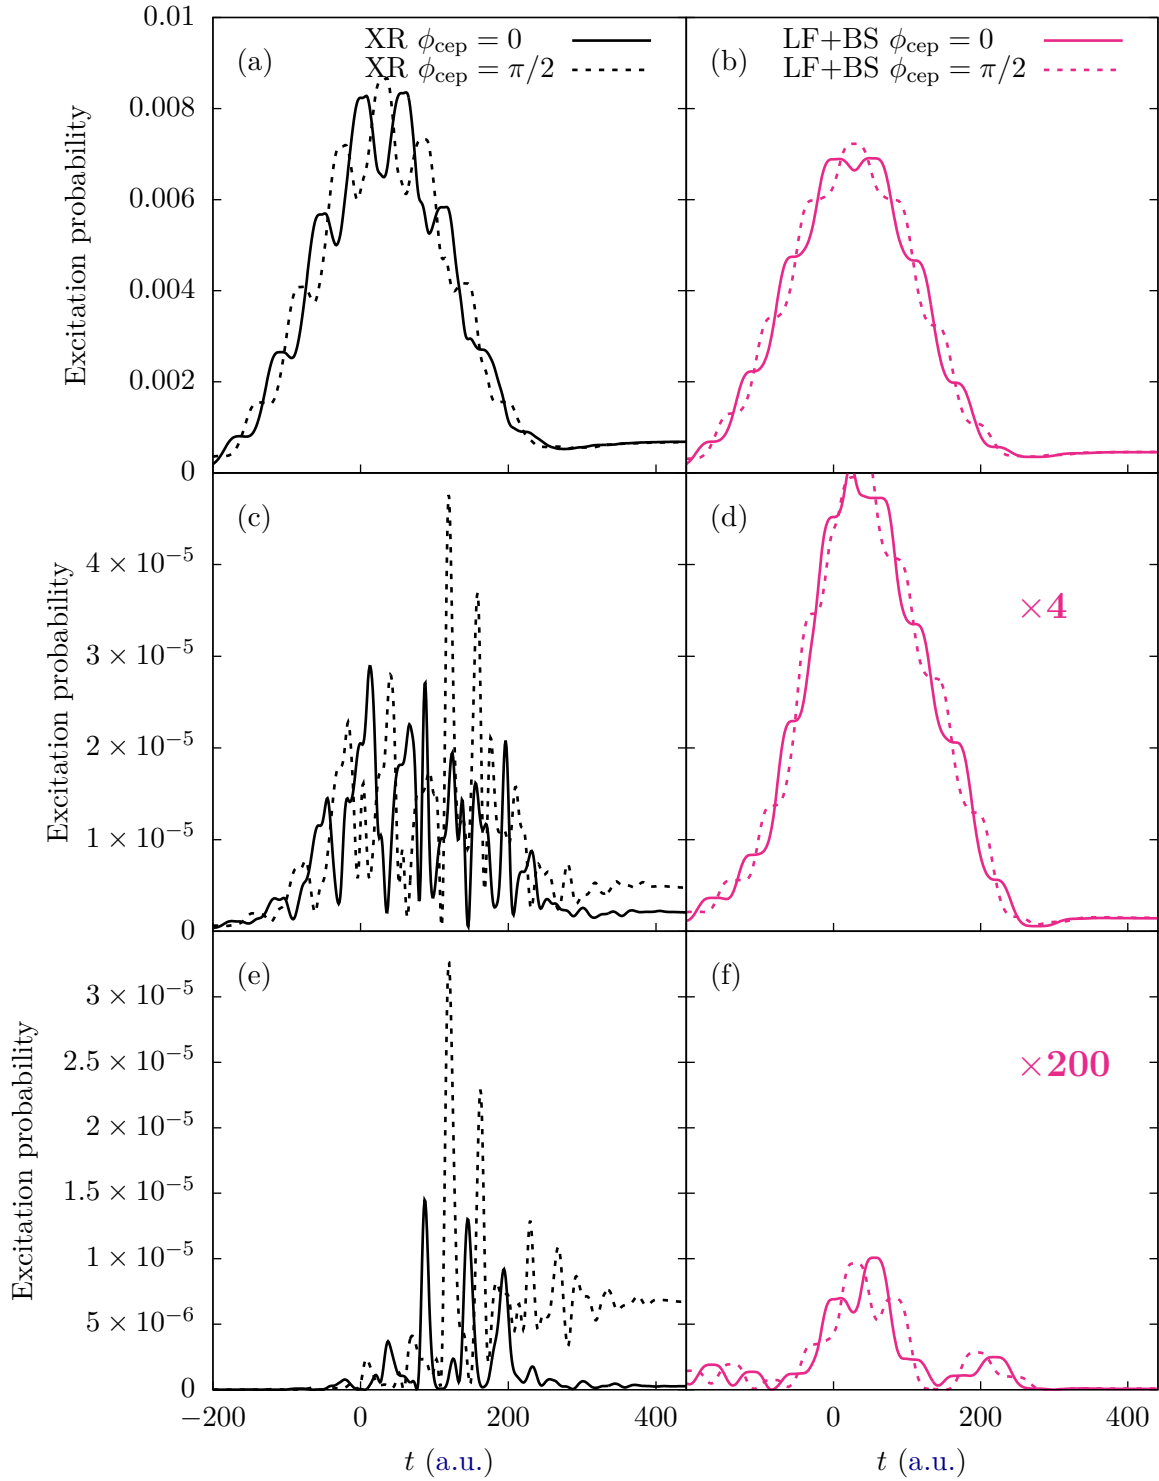 0.01
(a)
XR ϕcep = 0
XR ϕcep = π/2
(b)
LF+BS ϕcep = 0
LF+BS ϕcep = π/2
0.008
0.006
0.004
0.002
0
Excitation probability
(c)
4 × 10⁻⁵
3 × 10⁻⁵
2 × 10⁻⁵
1 × 10⁻⁵
0
Excitation probability
(d)
×4
(e)
3 × 10⁻⁵
2.5 × 10⁻⁵
2 × 10⁻⁵
1.5 × 10⁻⁵
1 × 10⁻⁵
5 × 10⁻⁶
0
Excitation probability
(f)
×200
−200 0 200 400
0 200 400
t (a.u.)
t (a.u.)